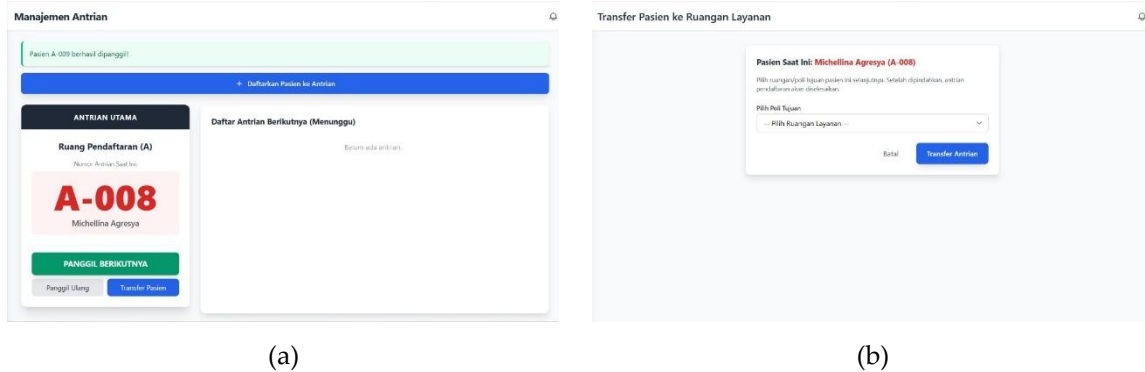 Manajemen Antrian
Pasien A-009 berhasil dipanggil!
+ Daftarkan Pasien ke Antrian
ANTRIAN UTAMA
Ruang Pendaftaran (A)
Nomor Antrian Saat Ini:
A-008
Michellina Agresya
PANGGIL BERIKUTNYA
Panggil Ulang
Transfer Pasien
Daftar Antrian Berikutnya (Menunggu)
Belum ada antrian.
(a)
Transfer Pasien ke Ruangan Layanan
Pasien Saat Ini: Michellina Agresya (A-008)
Pilih ruangan/poli tujuan pasien ini selanjutnya. Setelah dipindahkan, antrian
pendaftaran akan diselesaikan.
Pilih Poli Tujuan
-- Pilih Ruangan Layanan --
Batal
Transfer Antrian
(b)